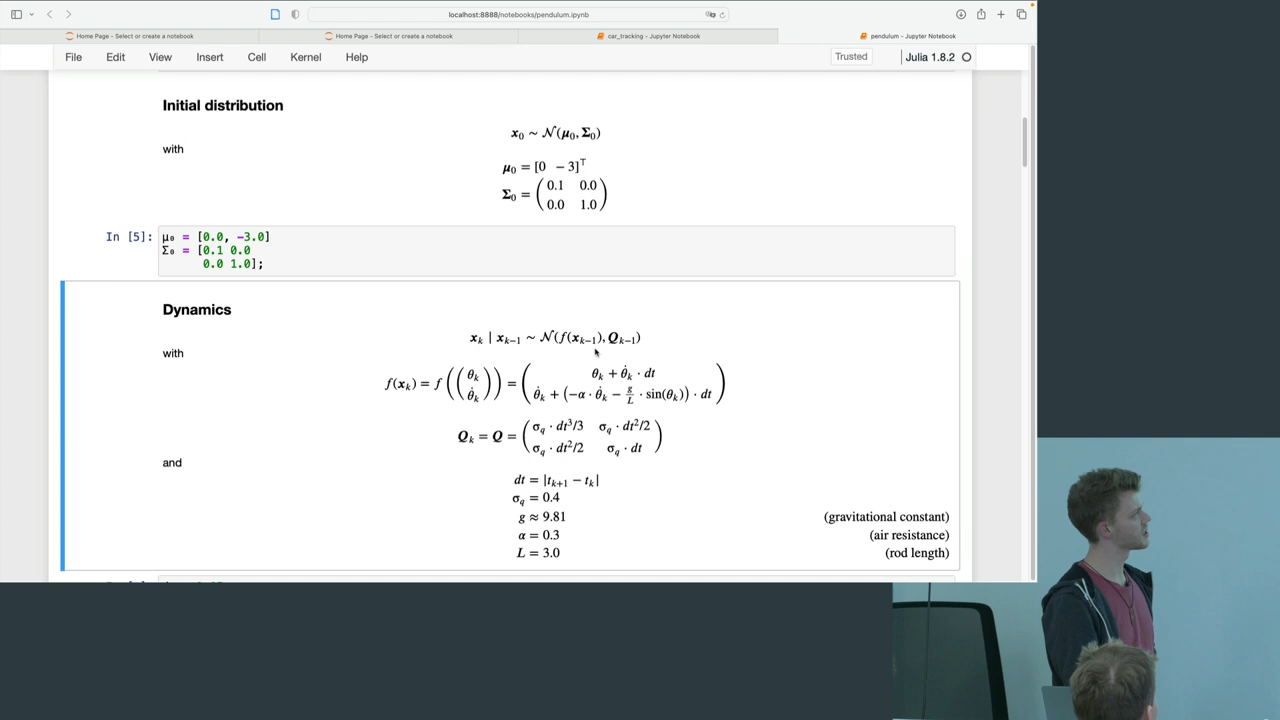 localhost:8888/notebooks/pendulum.ipynb
Home Page - Select or create a notebook
Home Page - Select or create a notebook
car_tracking - Jupyter Notebook
pendulum - Jupyter Notebook
File Edit View Insert Cell Kernel Help
Trusted
Julia 1.8.2
Initial distribution
x₀ ∼ 𝒩(μ₀, Σ₀)
with
μ₀ = [0 −3]ᵀ
Σ₀ = ( 0.1 0.0
0.0 1.0 )
In [5]:
μ₀ = [0.0, -3.0]
Σ₀ = [0.1 0.0
0.0 1.0];
Dynamics
xₖ | xₖ₋₁ ∼ 𝒩(f(xₖ₋₁), Qₖ₋₁)
with
f(xₖ) = f((θₖ θ̇ₖ)) = ( θₖ + θ̇ₖ · dt
θ̇ₖ + (−α · θ̇ₖ − g/L · sin(θₖ)) · dt )
Qₖ = Q = ( σ_q · dt³/3 σ_q · dt²/2
σ_q · dt²/2 σ_q · dt )
and
dt = |tₖ₊₁ − tₖ|
σ_q = 0.4
g ≈ 9.81 (gravitational constant)
α = 0.3 (air resistance)
L = 3.0 (rod length)